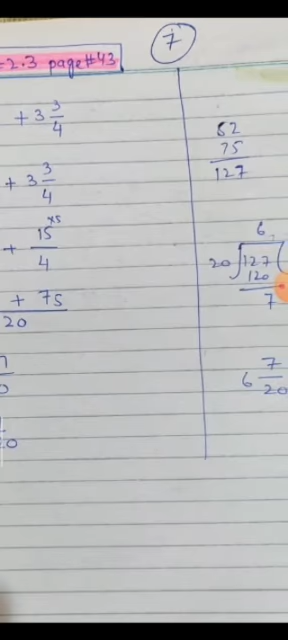 =2.3 page#43
7
+ 3 3/4
+ 3 3/4
+ 15 ×5 / 4
+ 75
20
52
75
127
6
20 127
120
7
6 7/20